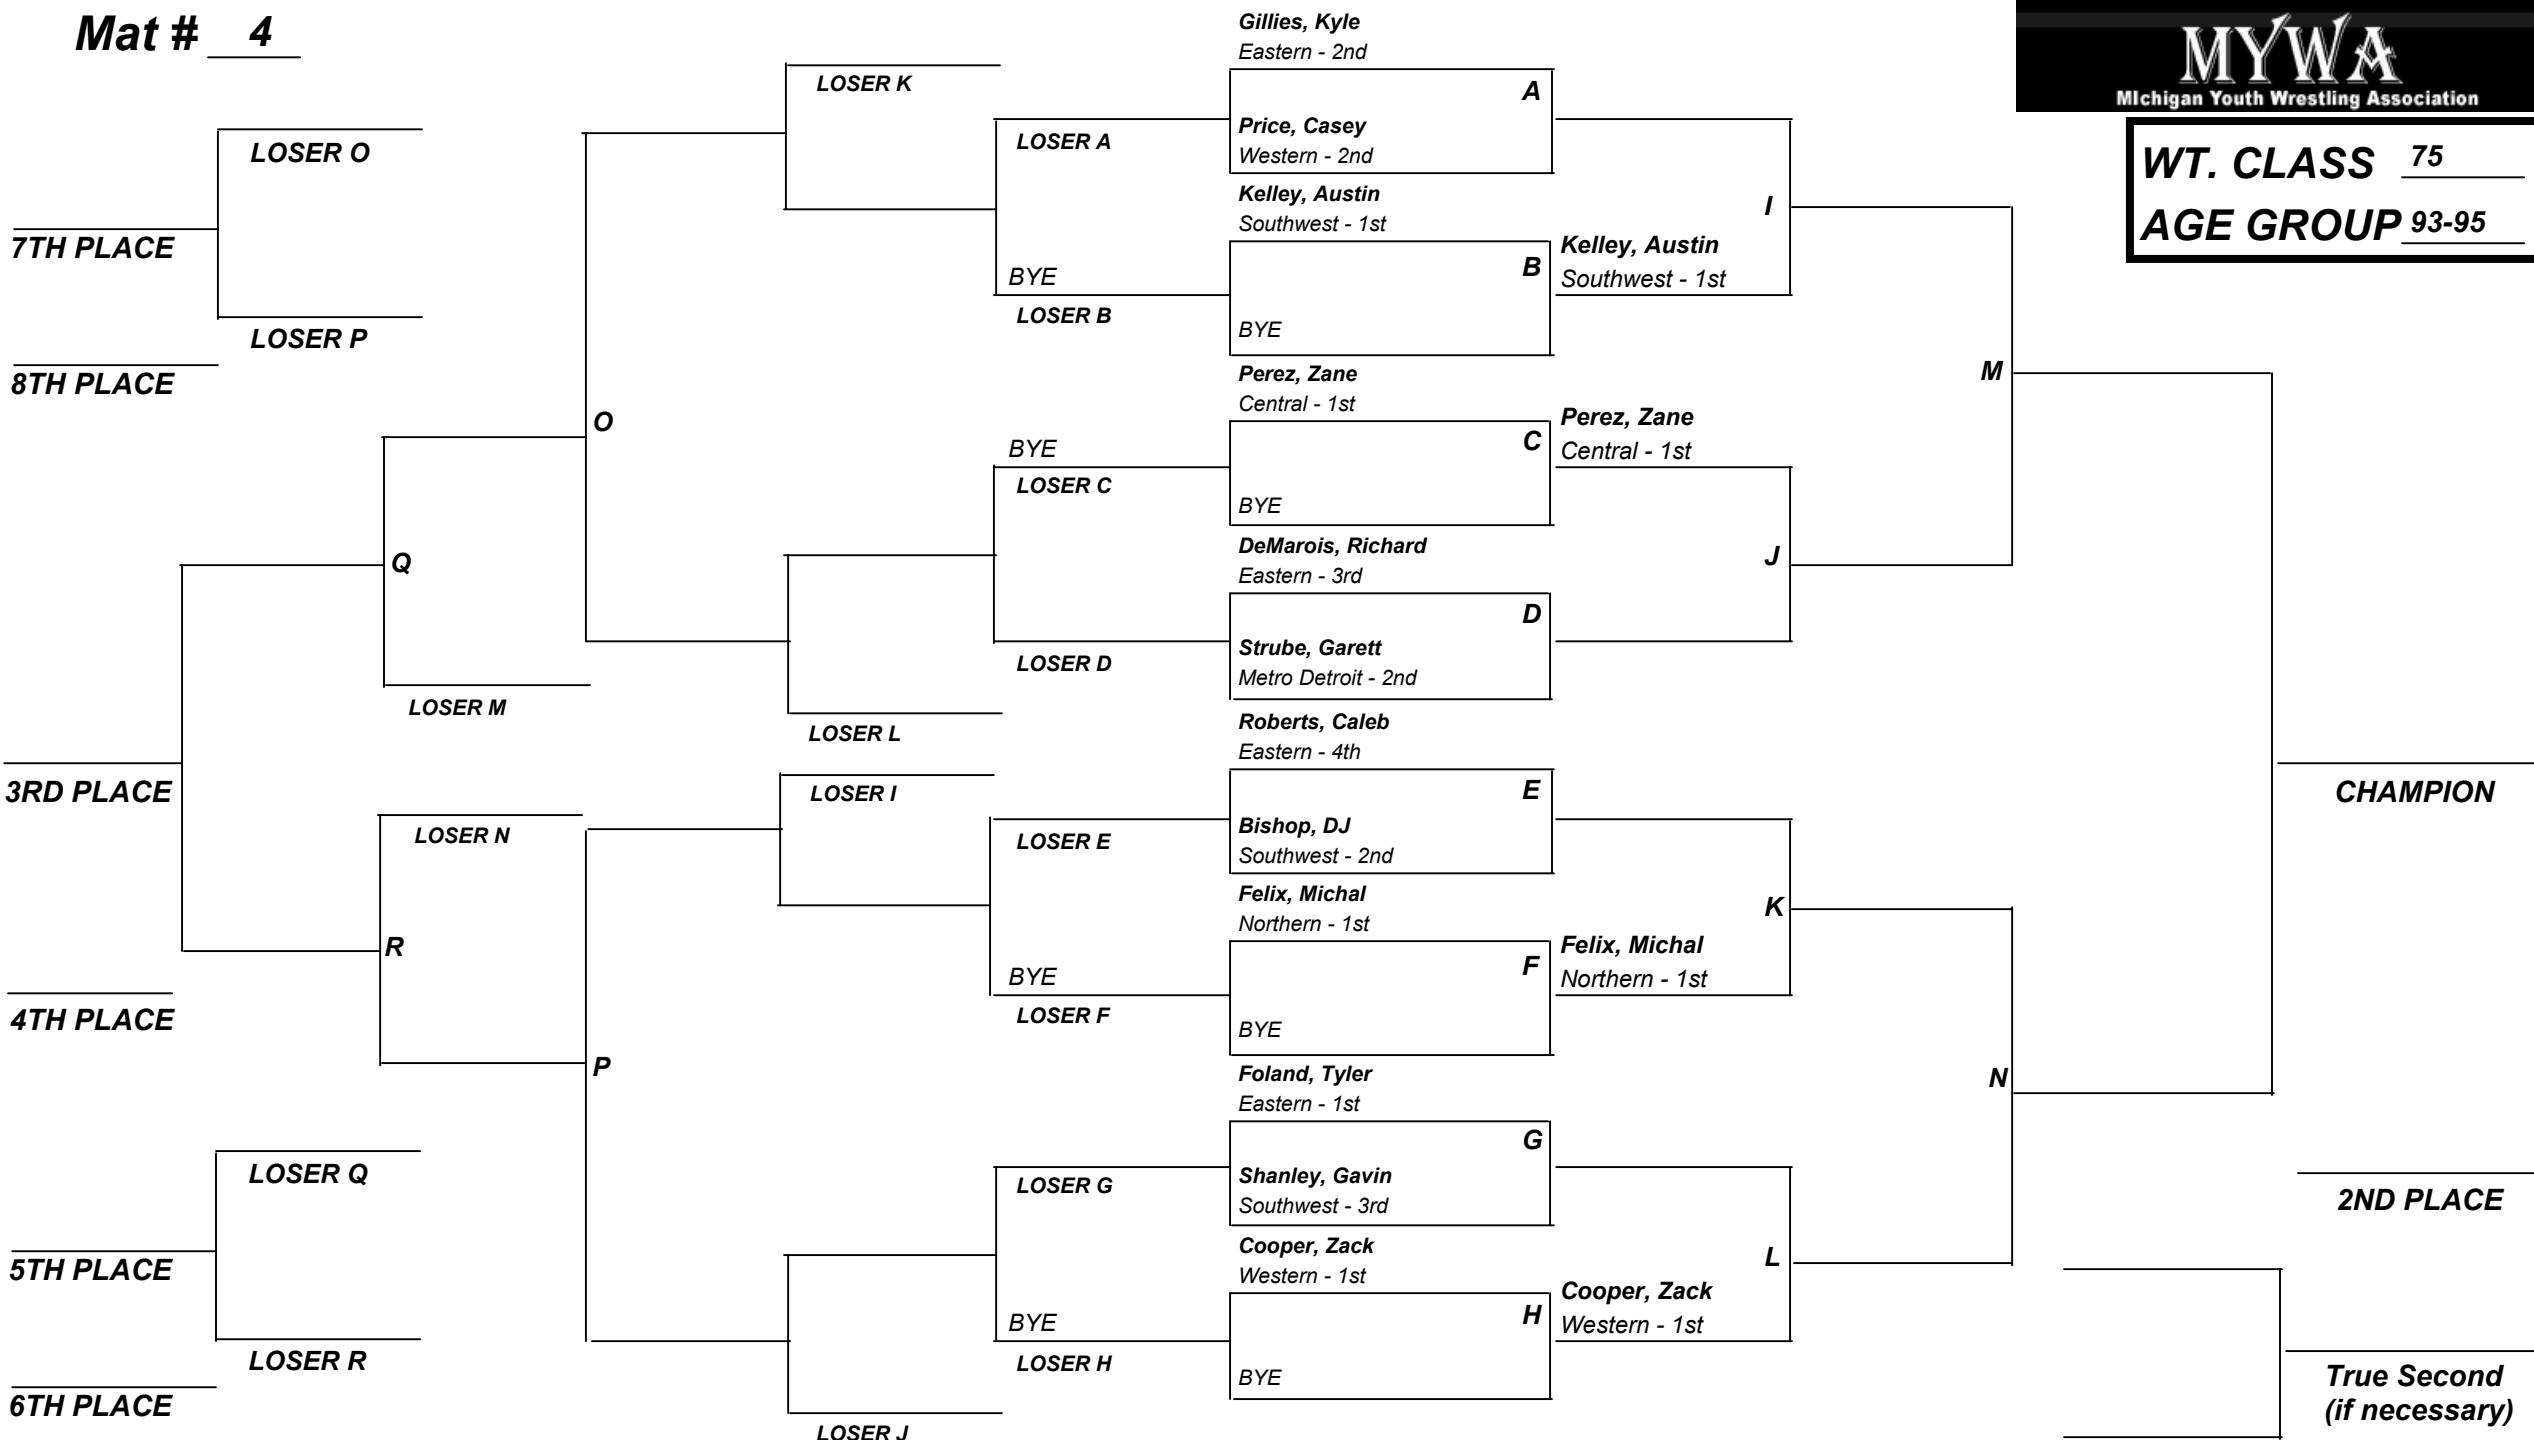 Mat # 4
MYWA
MIchigan Youth Wrestling Association
WT. CLASS 75
AGE GROUP 93-95
LOSER O
7TH PLACE
LOSER P
8TH PLACE
O
Q
LOSER M
3RD PLACE
LOSER N
R
4TH PLACE
P
LOSER Q
5TH PLACE
LOSER R
6TH PLACE
LOSER K
LOSER A
BYE
LOSER B
BYE
LOSER C
LOSER D
LOSER L
LOSER I
LOSER E
BYE
LOSER F
LOSER G
BYE
LOSER H
LOSER J
Gillies, Kyle
Eastern - 2nd
A
Price, Casey
Western - 2nd
Kelley, Austin
Southwest - 1st
B
BYE
Perez, Zane
Central - 1st
C
BYE
DeMarois, Richard
Eastern - 3rd
D
Strube, Garett
Metro Detroit - 2nd
Roberts, Caleb
Eastern - 4th
E
Bishop, DJ
Southwest - 2nd
Felix, Michal
Northern - 1st
F
BYE
Foland, Tyler
Eastern - 1st
G
Shanley, Gavin
Southwest - 3rd
Cooper, Zack
Western - 1st
H
BYE
I
Kelley, Austin
Southwest - 1st
Perez, Zane
Central - 1st
J
K
Felix, Michal
Northern - 1st
L
Cooper, Zack
Western - 1st
M
N
CHAMPION
2ND PLACE
True Second
(if necessary)